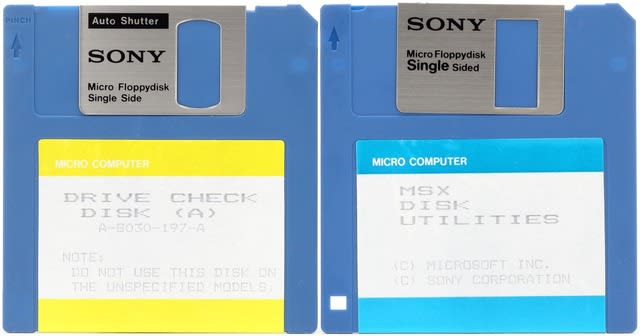 PINCH
Auto Shutter
SONY
Micro Floppydisk
Single Side
MICRO COMPUTER
DRIVE CHECK
DISK (A)
A-8030-197-A
NOTE:
DO NOT USE THIS DISK ON
THE UNSPECIFIED MODELS.
SONY
Micro Floppydisk
Single Sided
MICRO COMPUTER
MSX
DISK
UTILITIES
(C) MICROSOFT INC.
(C) SONY CORPORATION